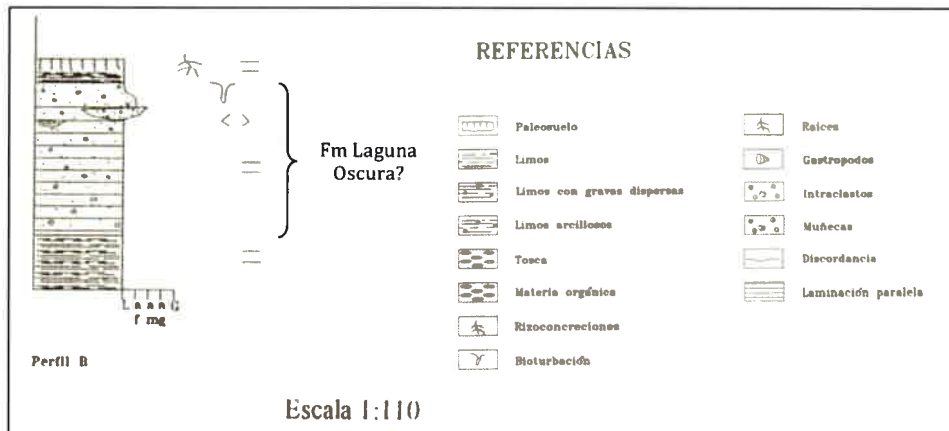 REFERENCIAS
Fm Laguna
Oscura?
L a a a G
f mg
Perfil B
Paleosuelo
Limos
Limos con gravas dispersas
Limos arcillosos
Tosca
Materia orgánica
Rizoconcreciones
Bioturbación
Raices
Gastropodos
Intraclastos
Muñecas
Discordancia
Laminación paralela
Escala 1:110